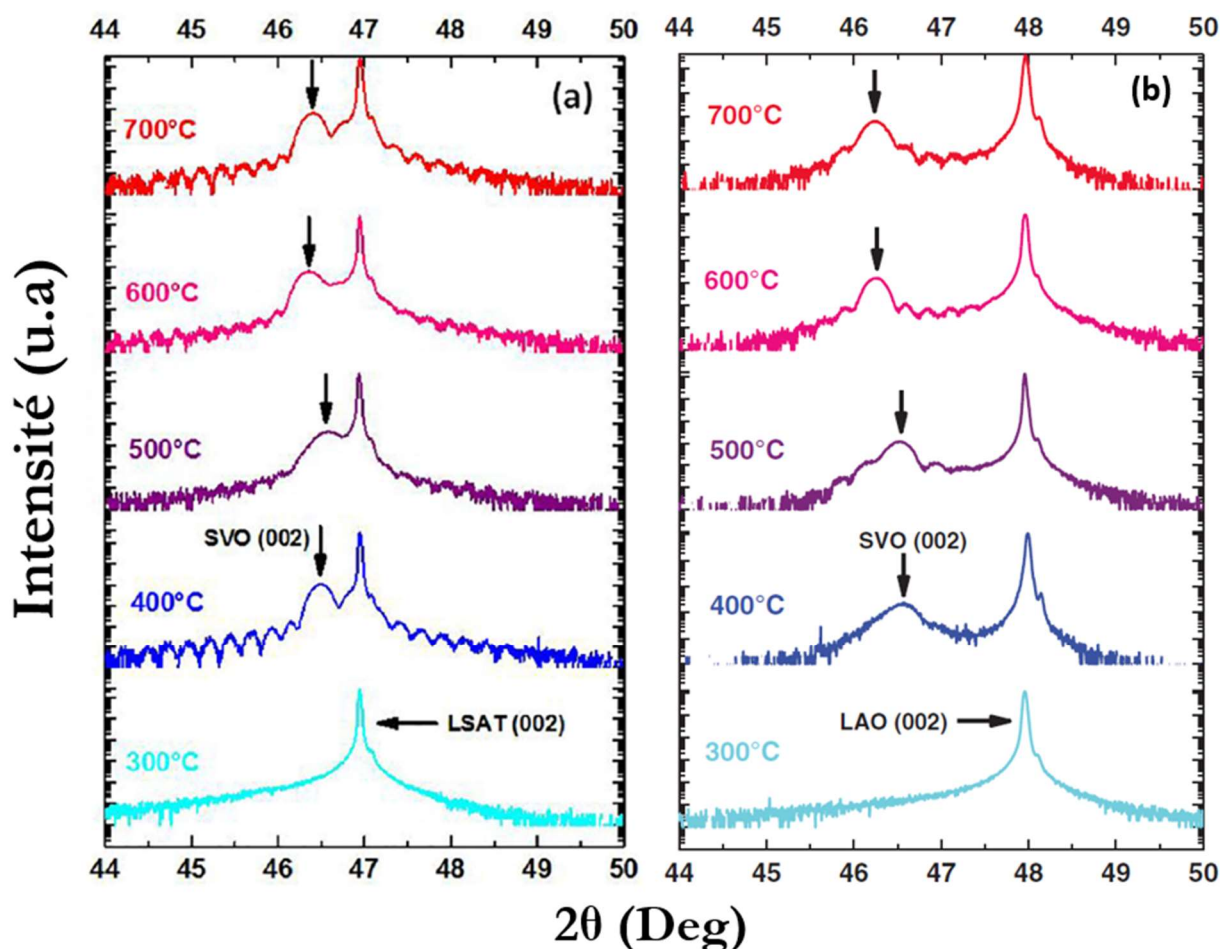 44 45 46 47 48 49 50
44 45 46 47 48 49 50
(a)
700°C
600°C
500°C
SVO (002)
400°C
LSAT (002)
300°C
44 45 46 47 48 49 50
(b)
700°C
600°C
500°C
SVO (002)
400°C
LAO (002)
300°C
44 45 46 47 48 49 50
Intensité (u.a)
2θ (Deg)